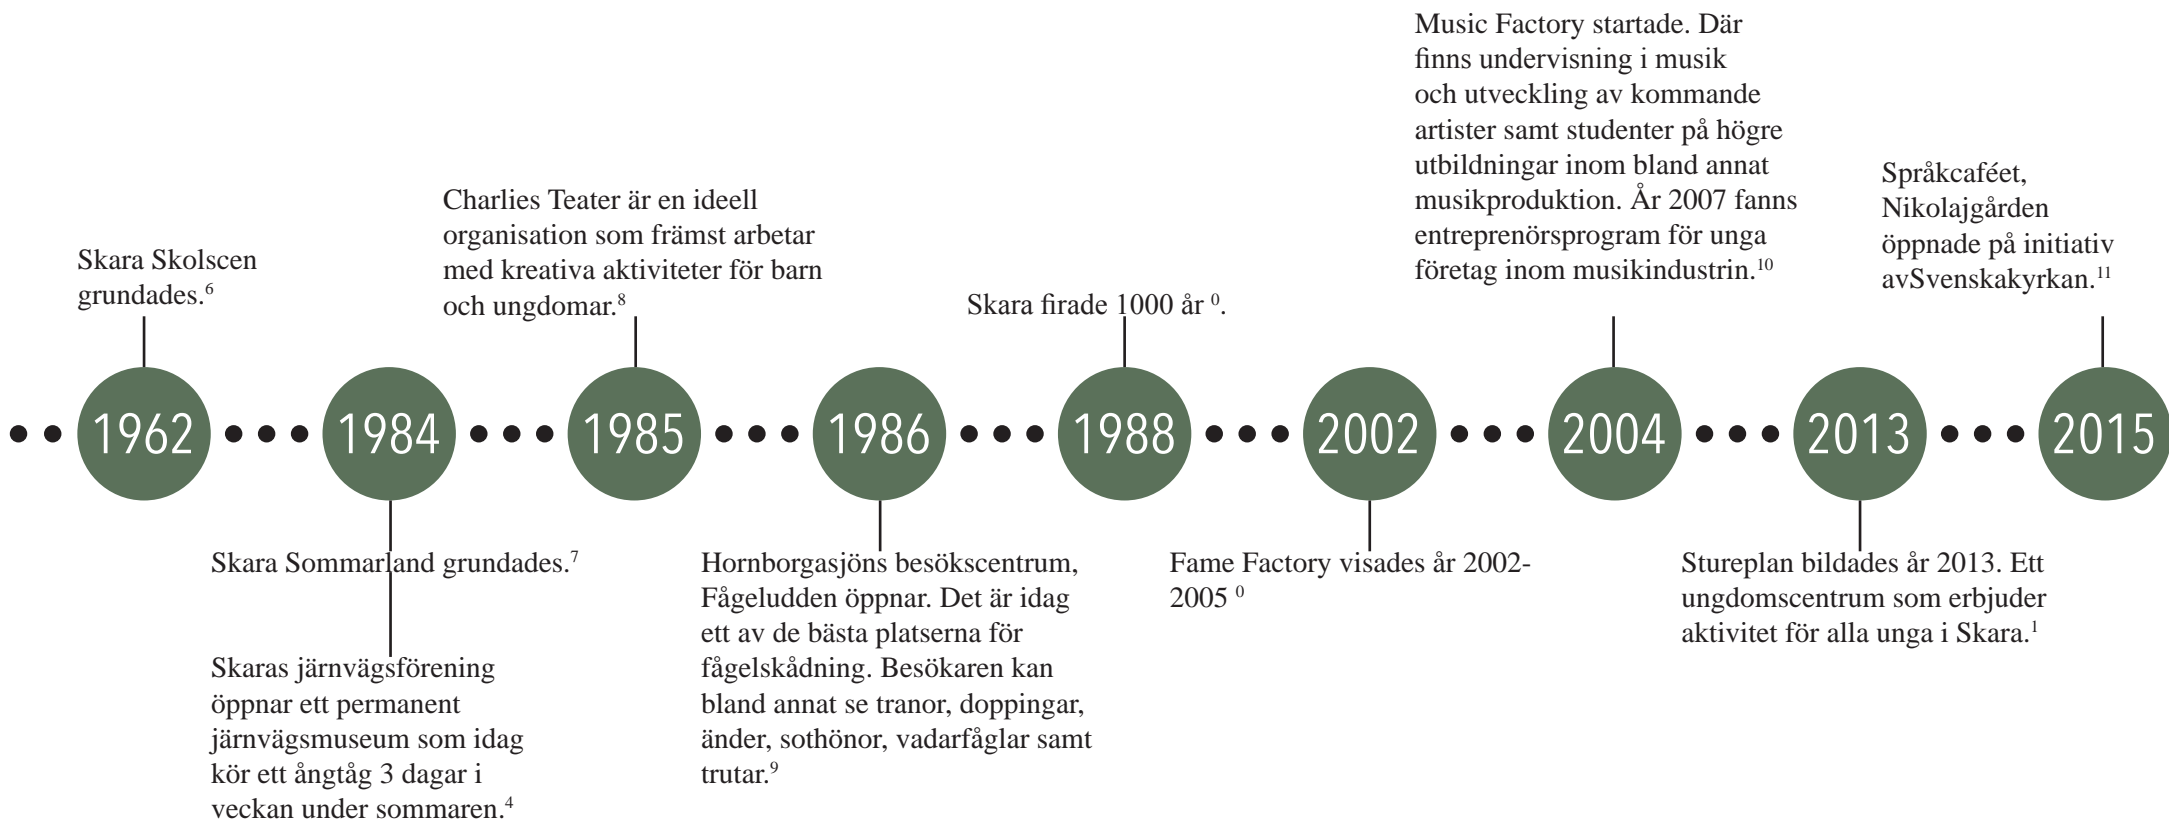 Skara Skolscen
grundades.⁶
Charlies Teater är en ideell
organisation som främst arbetar
med kreativa aktiviteter för barn
och ungdomar.⁸
Skara firade 1000 år ⁰.
Music Factory startade. Där
finns undervisning i musik
och utveckling av kommande
artister samt studenter på högre
utbildningar inom bland annat
musikproduktion. År 2007 fanns
entreprenörsprogram för unga
företag inom musikindustrin.¹⁰
Språkcaféet,
Nikolajgården
öppnade på initiativ
avSvenskakyrkan.¹¹
1962
1984
1985
1986
1988
2002
2004
2013
2015
Skara Sommarland grundades.⁷
Skaras järnvägsförening
öppnar ett permanent
järnvägsmuseum som idag
kör ett ångtåg 3 dagar i
veckan under sommaren.⁴
Hornborgasjöns besökscentrum,
Fågeludden öppnar. Det är idag
ett av de bästa platserna för
fågelskådning. Besökaren kan
bland annat se tranor, doppingar,
änder, sothönor, vadarfåglar samt
trutar.⁹
Fame Factory visades år 2002-
2005 ⁰
Stureplan bildades år 2013. Ett
ungdomscentrum som erbjuder
aktivitet för alla unga i Skara.¹